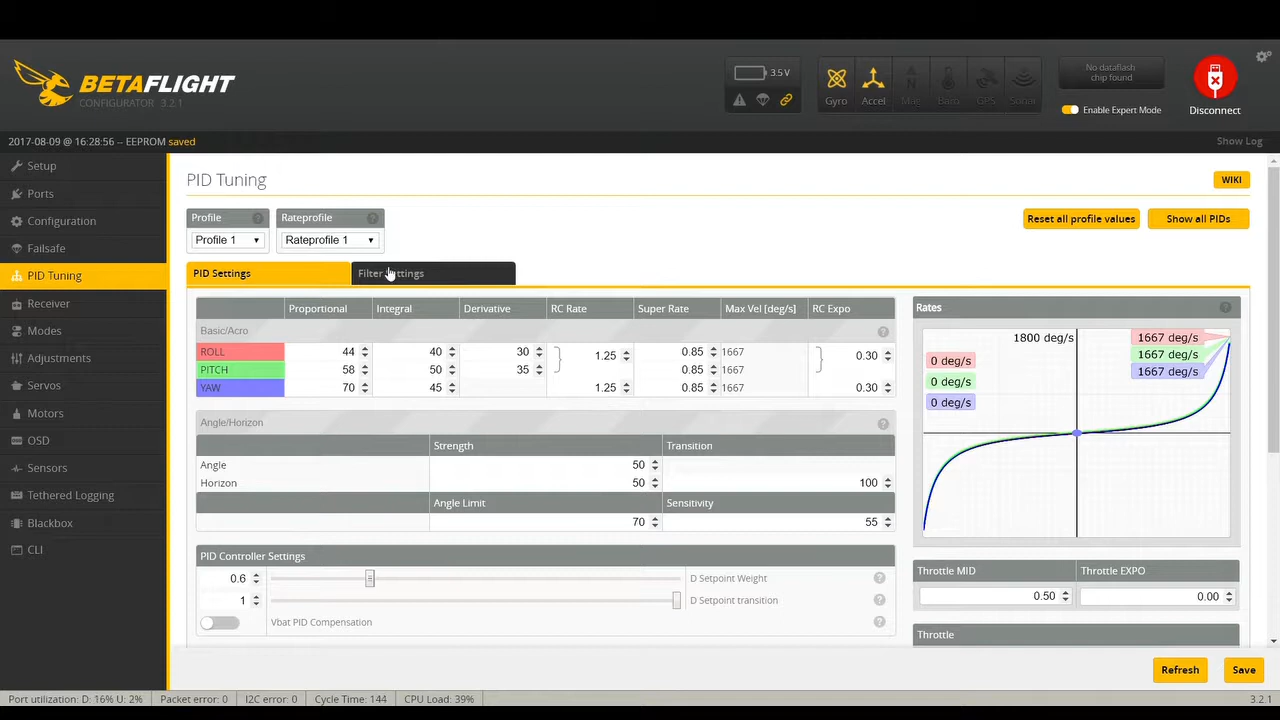 BETAFLIGHT
CONFIGURATOR 3.2.1
3.5 V
Gyro Accel Mag Baro GPS Sonar
No dataflash
chip found
Enable Expert Mode
Disconnect
2017-08-09 @ 16:28:56 -- EEPROM saved
Show Log
Setup
Ports
Configuration
Failsafe
PID Tuning
Receiver
Modes
Adjustments
Servos
Motors
OSD
Sensors
Tethered Logging
Blackbox
CLI
PID Tuning
WIKI
Profile Rateprofile
Profile 1 Rateprofile 1
Reset all profile values Show all PIDs
PID Settings Filter
Proportional Integral Derivative RC Rate Super Rate Max Vel [deg/s] RC Expo
Basic/Acro
ROLL 44 40 30 1.25 0.85 1667 0.30
PITCH 58 50 35 0.85 1667
YAW 70 45 1.25 0.85 1667 0.30
Angle/Horizon
Strength Transition
Angle 50
Horizon 50 100
Angle Limit Sensitivity
70 55
PID Controller Settings
0.6 D Setpoint Weight
1 D Setpoint transition
Vbat PID Compensation
Rates
1800 deg/s 1667 deg/s
1667 deg/s
1667 deg/s
0 deg/s
0 deg/s
0 deg/s
Throttle MID Throttle EXPO
0.50 0.00
Throttle
Refresh Save
Port utilization: D: 16% U: 2% Packet error: 0 I2C error: 0 Cycle Time: 144 CPU Load: 39% 3.2.1